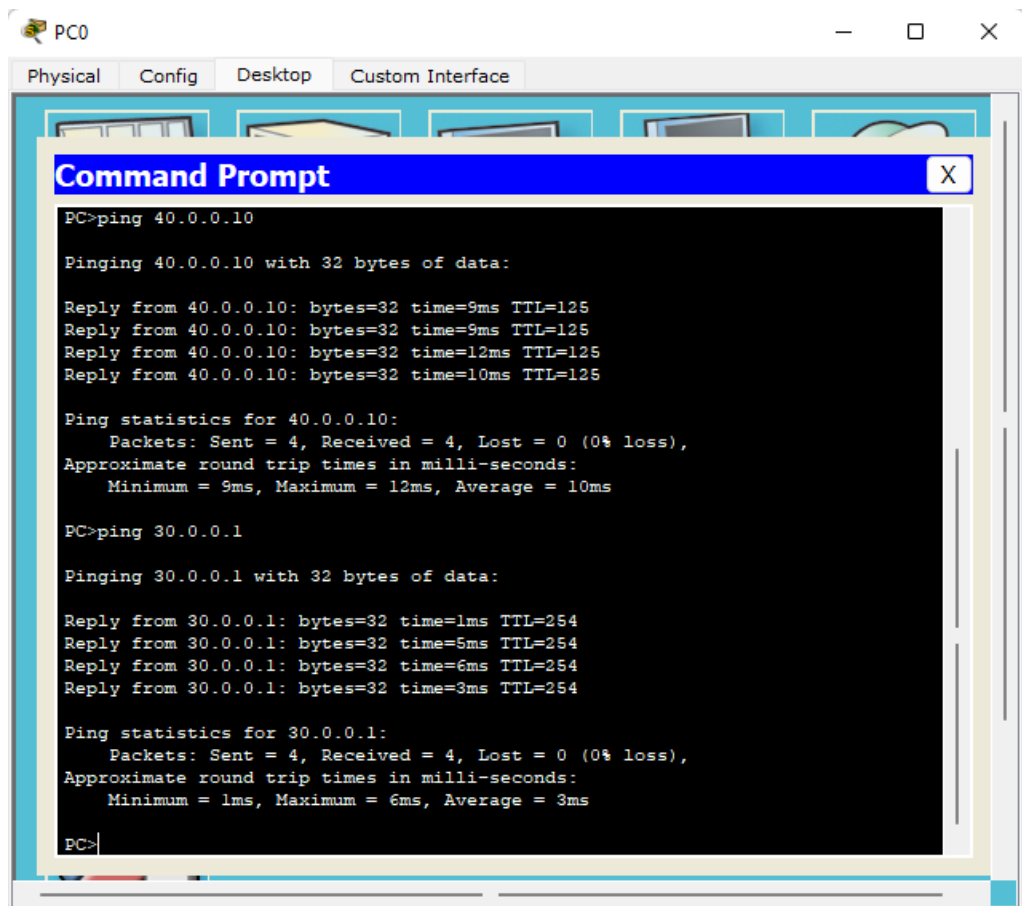 PC0
Physical Config Desktop Custom Interface
Command Prompt X
PC>ping 40.0.0.10
Pinging 40.0.0.10 with 32 bytes of data:
Reply from 40.0.0.10: bytes=32 time=9ms TTL=125
Reply from 40.0.0.10: bytes=32 time=9ms TTL=125
Reply from 40.0.0.10: bytes=32 time=12ms TTL=125
Reply from 40.0.0.10: bytes=32 time=10ms TTL=125
Ping statistics for 40.0.0.10:
Packets: Sent = 4, Received = 4, Lost = 0 (0% loss),
Approximate round trip times in milli-seconds:
Minimum = 9ms, Maximum = 12ms, Average = 10ms
PC>ping 30.0.0.1
Pinging 30.0.0.1 with 32 bytes of data:
Reply from 30.0.0.1: bytes=32 time=1ms TTL=254
Reply from 30.0.0.1: bytes=32 time=5ms TTL=254
Reply from 30.0.0.1: bytes=32 time=6ms TTL=254
Reply from 30.0.0.1: bytes=32 time=3ms TTL=254
Ping statistics for 30.0.0.1:
Packets: Sent = 4, Received = 4, Lost = 0 (0% loss),
Approximate round trip times in milli-seconds:
Minimum = 1ms, Maximum = 6ms, Average = 3ms
PC>